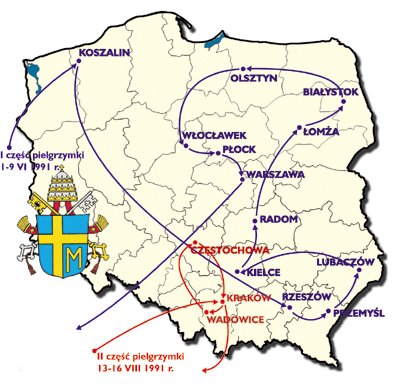 KOSZALIN
OLSZTYN
BIAŁYSTOK
ŁOMŻA
WŁOCŁAWEK
PŁOCK
I część pielgrzymki
1-9 VI 1991 r.
WARSZAWA
RADOM
CZĘSTOCHOWA
LUBACZÓW
KIELCE
KRAKÓW
RZESZÓW
PRZEMYŚL
WADOWICE
II część pielgrzymki
13-16 VIII 1991 r.
M